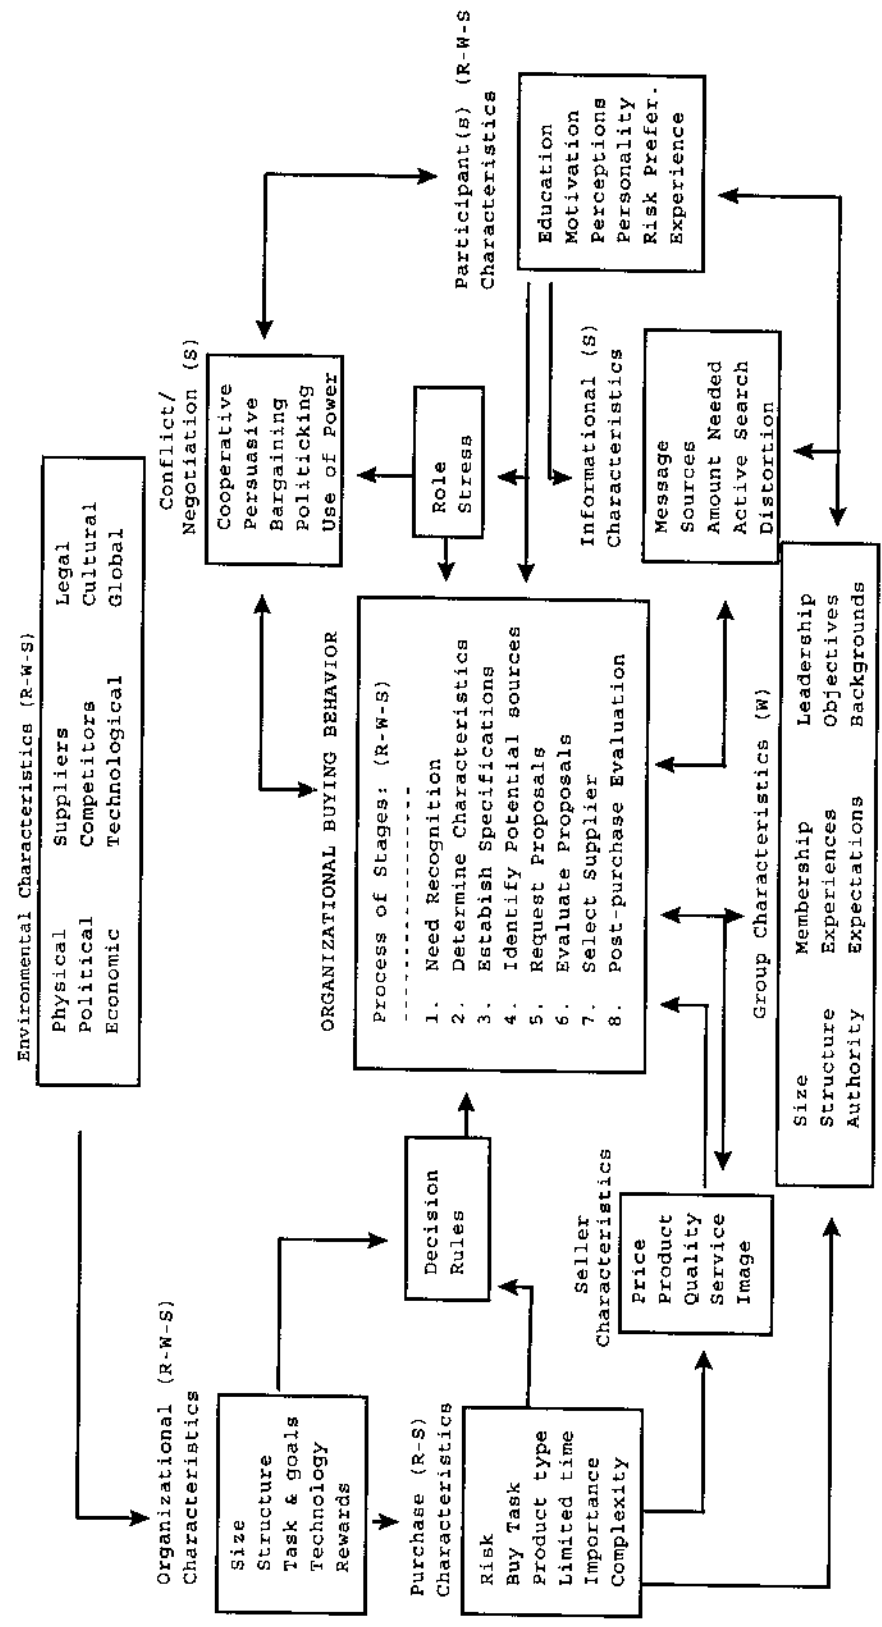 Environmental Characteristics (R-W-S)
Physical Suppliers Legal
Political Competitors Cultural
Economic Technological Global
Organizational (R-W-S)
Characteristics
Size
Structure
Task & goals
Technology
Rewards
Conflict/
Negotiation (S)
Cooperative
Persuasive
Bargaining
Politicking
Use of Power
Participant(s) (R-W-S
Characteristics
Education
Motivation
Perceptions
Personality
Risk Prefer.
Experience
ORGANIZATIONAL BUYING BEHAVIOR
Process of Stages: (R-W-S)
--------------------
1. Need Recognition
2. Determine Characteristics
3. Estabish Specifications
4. Identify Potential sources
5. Request Proposals
6. Evaluate Proposals
7. Select Supplier
8. Post-purchase Evaluation
Decision
Rules
Role
Stress
Purchase (R-S)
Characteristics
Risk
Buy Task
Product type
Limited time
Importance
Complexity
Informational (S)
Characteristics
Message
Sources
Amount Needed
Active Search
Distortion
Seller
Characteristics
Price
Product
Quality
Service
Image
Group Characteristics (W)
Size Membership Leadership
Structure Experiences Objectives
Authority Expectations Backgrounds